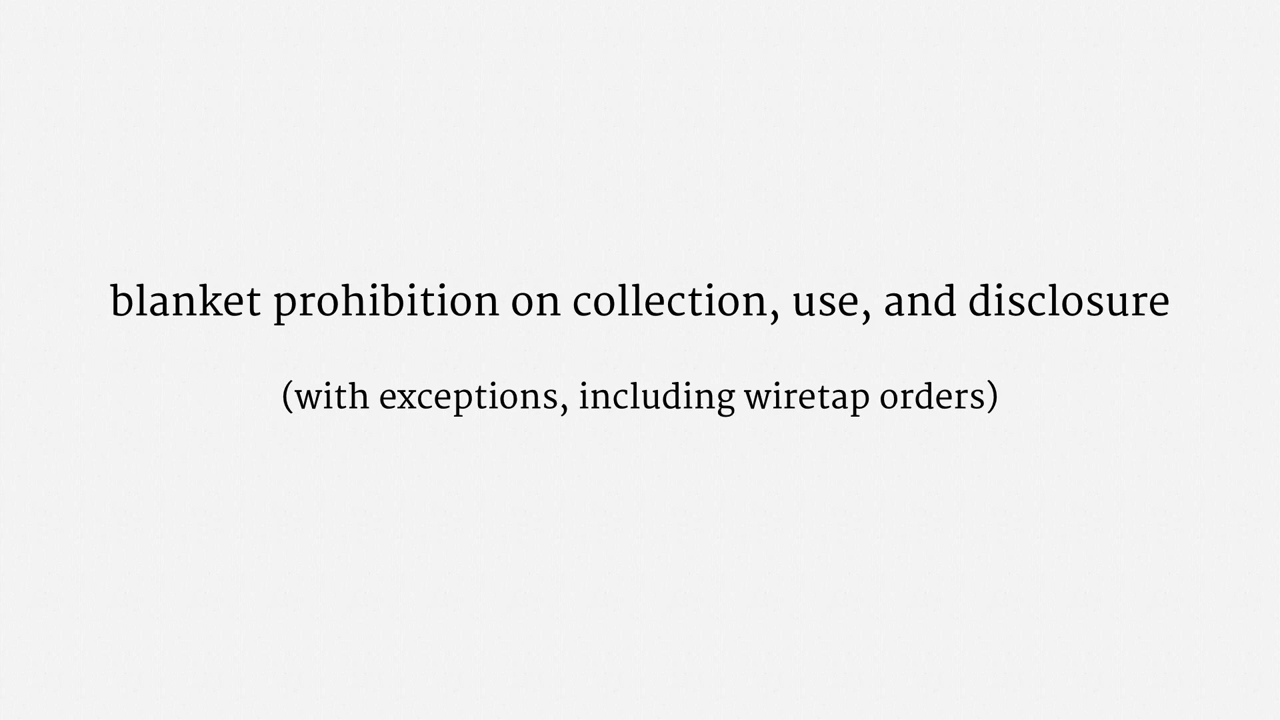 blanket prohibition on collection, use, and disclosure
(with exceptions, including wiretap orders)